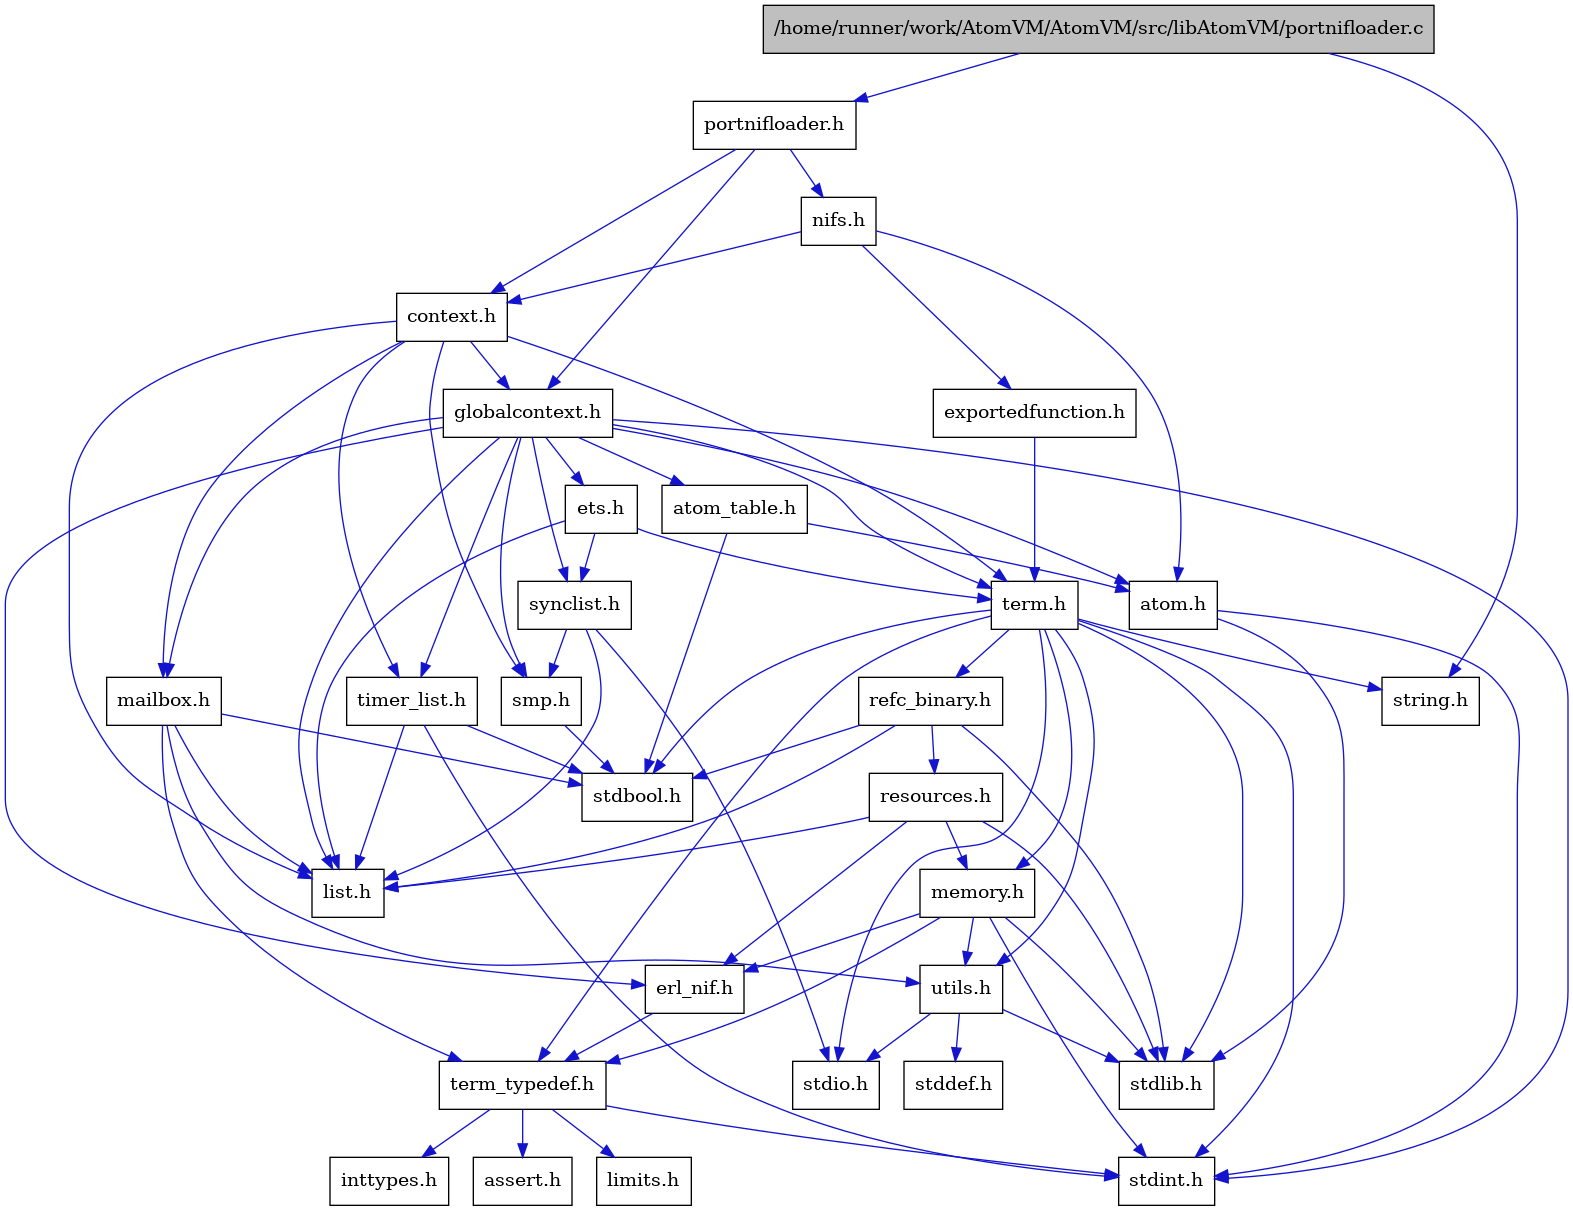 /home/runner/work/AtomVM/AtomVM/src/libAtomVM/portnifloader.c
portnifloader.h
nifs.h
context.h
globalcontext.h
exportedfunction.h
ets.h
atom_table.h
synclist.h
term.h
atom.h
mailbox.h
timer_list.h
smp.h
refc_binary.h
string.h
stdbool.h
resources.h
list.h
memory.h
erl_nif.h
utils.h
term_typedef.h
stdio.h
stddef.h
stdlib.h
inttypes.h
assert.h
limits.h
stdint.h